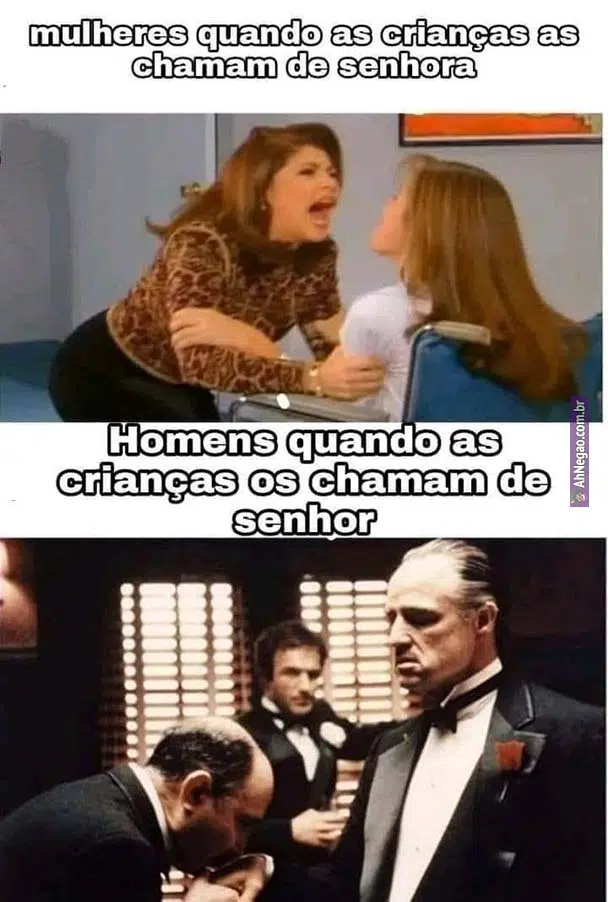 mulheres quando as crianças as
chamam de senhora
AhNegao.com.br
Homens quando as
crianças os chamam de
senhor